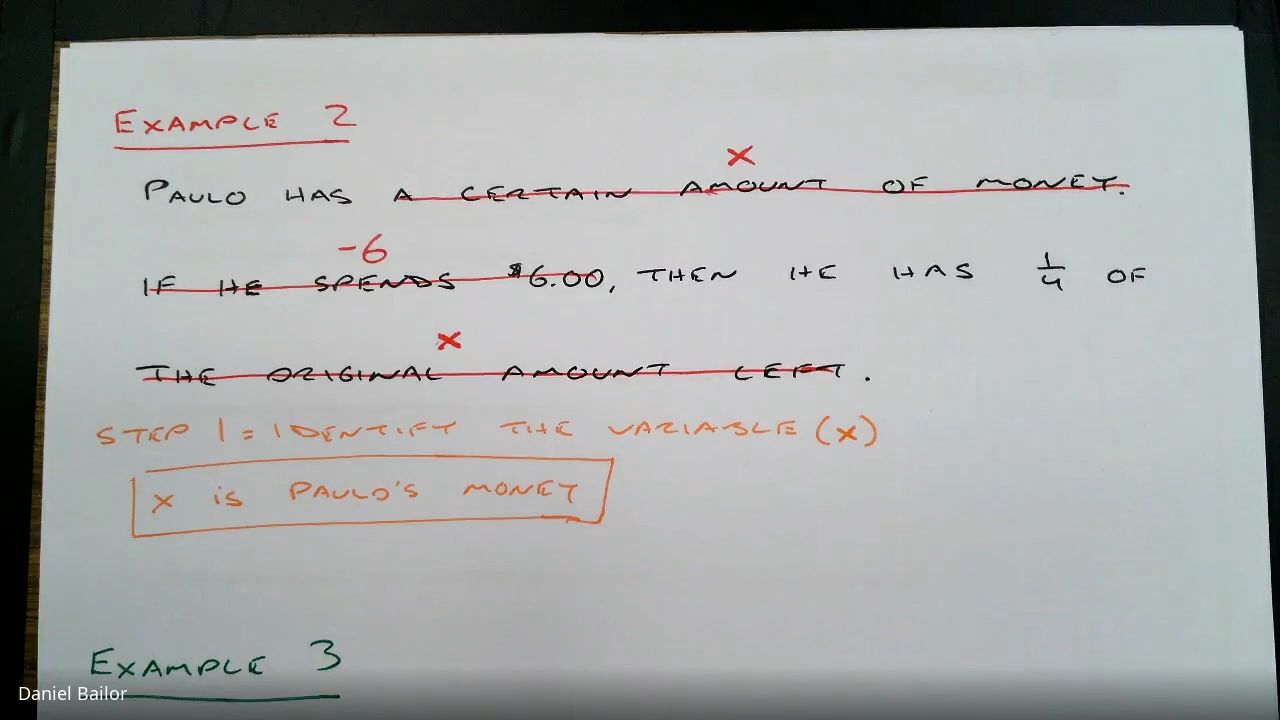 EXAMPLE 2
x
PAULO HAS A CERTAIN AMOUNT OF MONEY.
-6
IF HE SPENDS $6.00, THEN HE HAS 1/4 OF
x
THE ORIGINAL AMOUNT LEFT.
STEP 1 = IDENTIFY THE VARIABLE (x)
x is PAULO'S MONEY
EXAMPLE 3
Daniel Bailor